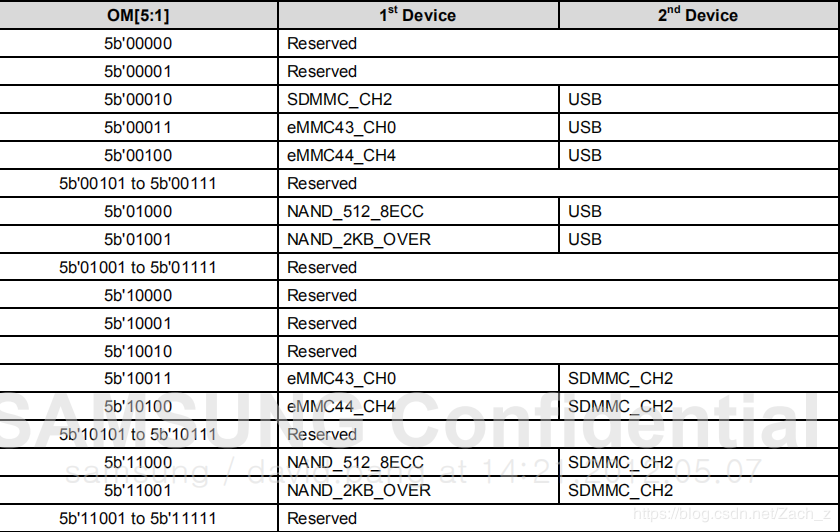 OM[5:1] 1st Device 2nd Device
5b'00000 Reserved
5b'00001 Reserved
5b'00010 SDMMC_CH2 USB
5b'00011 eMMC43_CH0 USB
5b'00100 eMMC44_CH4 USB
5b'00101 to 5b'00111 Reserved
5b'01000 NAND_512_8ECC USB
5b'01001 NAND_2KB_OVER USB
5b'01001 to 5b'01111 Reserved
5b'10000 Reserved
5b'10001 Reserved
5b'10010 Reserved
5b'10011 eMMC43_CH0 SDMMC_CH2
5b'10100 eMMC44_CH4 SDMMC_CH2
SAMSUNG Confidential
5b'10101 to 5b'10111 Reserved
5b'11000 NAND_512_8ECC SDMMC_CH2
samsung / at 14:21 05.07
5b'11001 NAND_2KB_OVER SDMMC_CH2
5b'11001 to 5b'11111 Reserved
https://blog.csdn.net/Zach_z